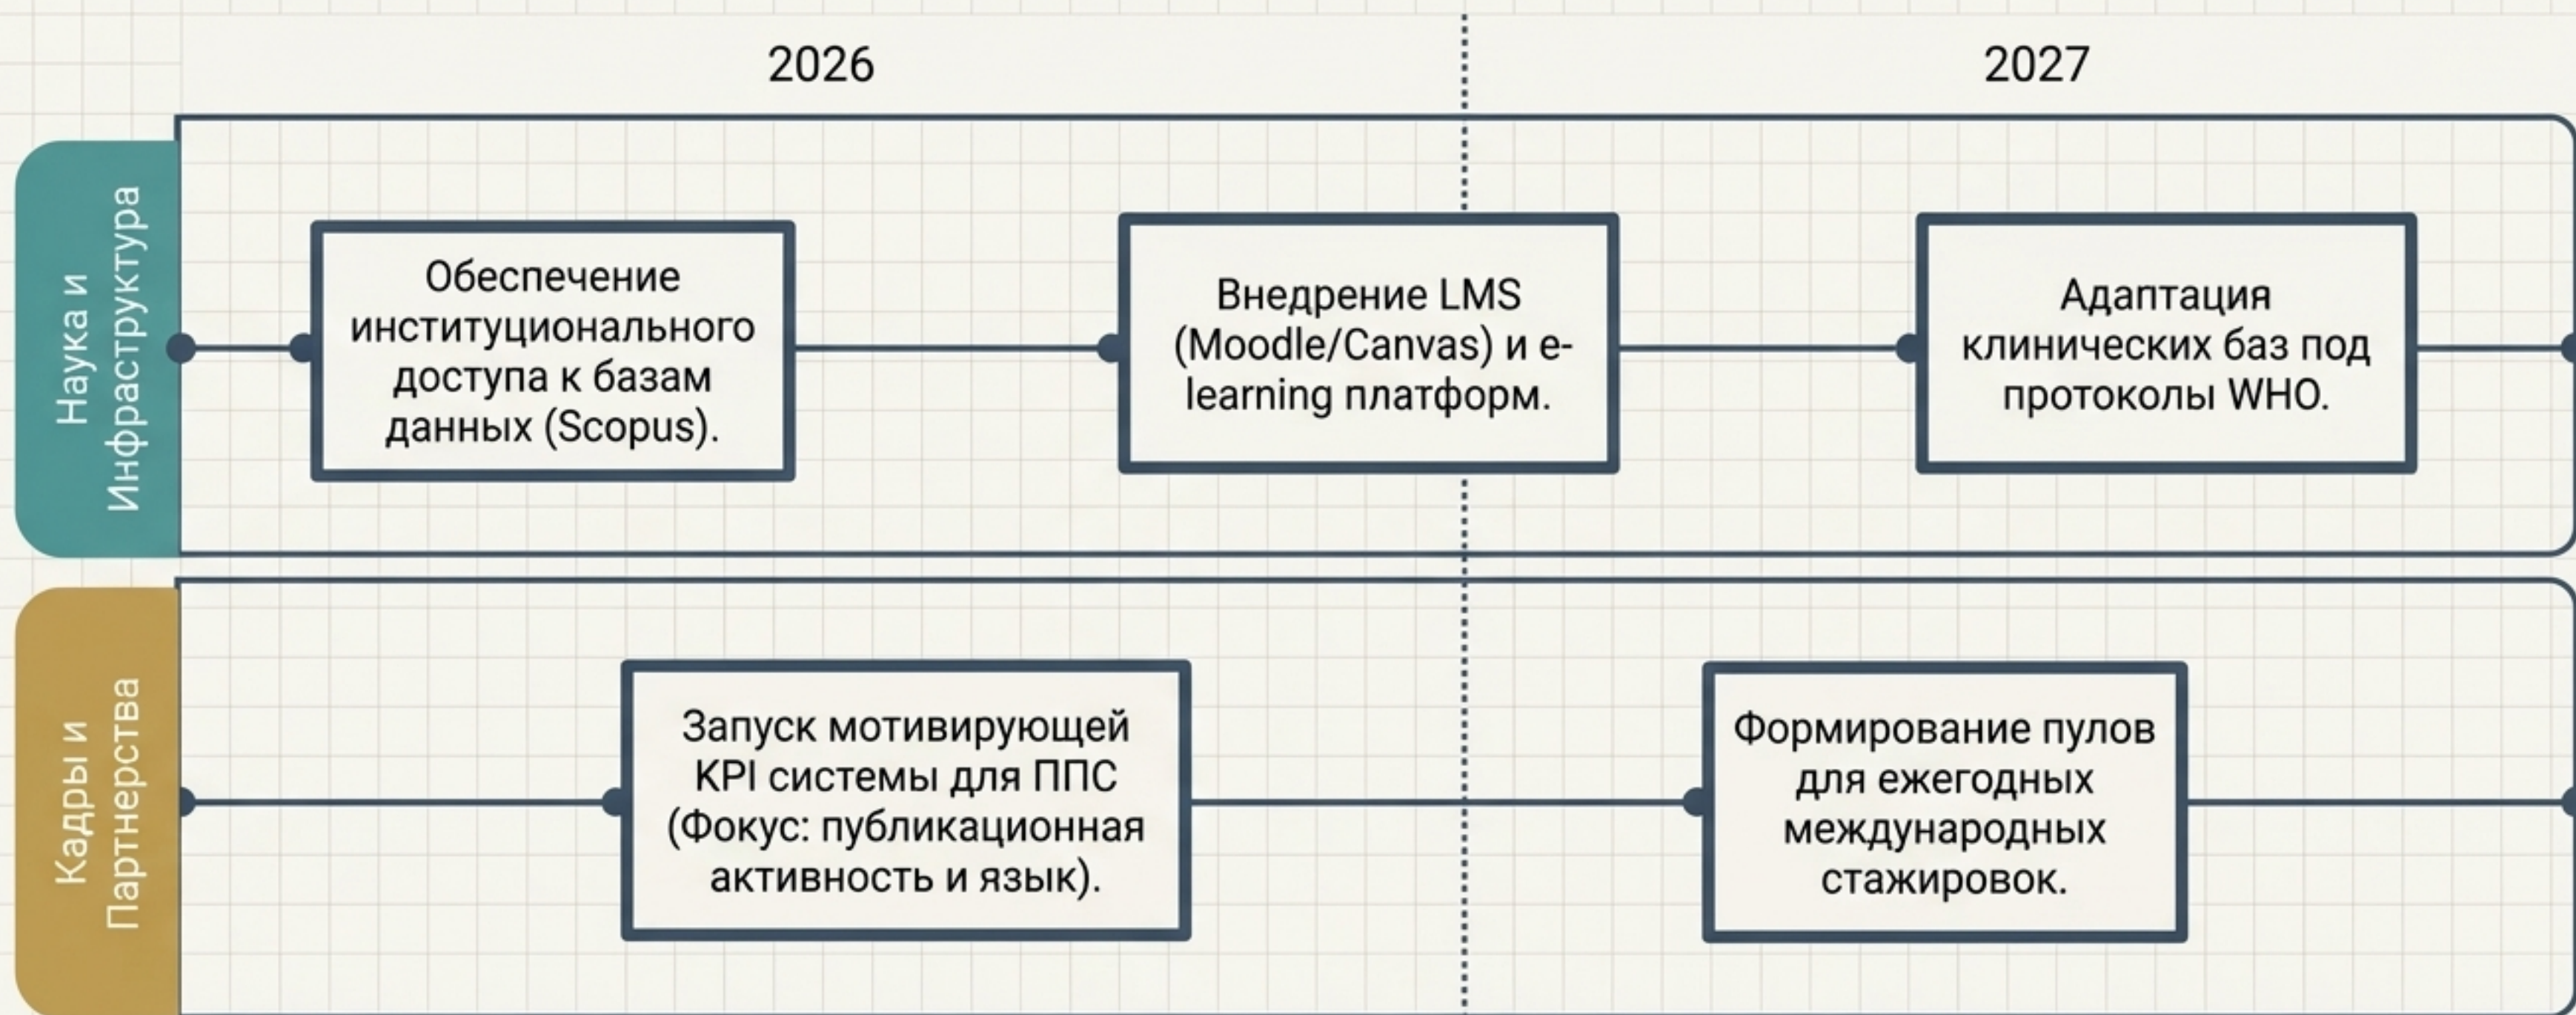 2026
2027
Наука и
Инфраструктура
Обеспечение
институционального
доступа к базам
данных (Scopus).
Внедрение LMS
(Moodle/Canvas) и e-
learning платформ.
Адаптация
клинических баз под
протоколы WHO.
Кадры и
Партнерства
Запуск мотивирующей
KPI системы для ППС
(Фокус: публикационная
активность и язык).
Формирование пулов
для ежегодных
международных
стажировок.